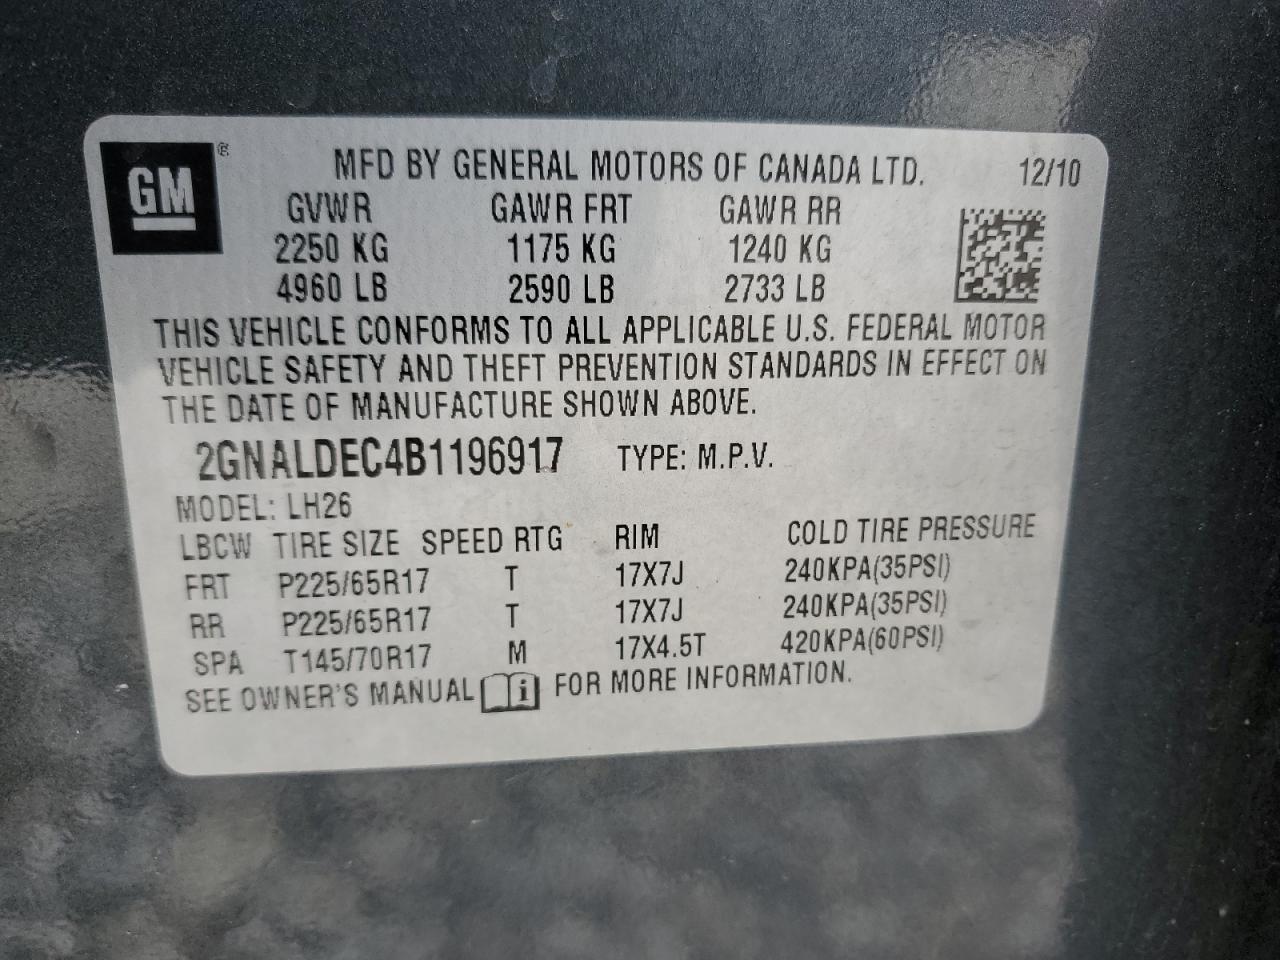 GM®
MFD BY GENERAL MOTORS OF CANADA LTD. 12/10
GVWR GAWR FRT GAWR RR
2250 KG 1175 KG 1240 KG
4960 LB 2590 LB 2733 LB
THIS VEHICLE CONFORMS TO ALL APPLICABLE U.S. FEDERAL MOTOR
VEHICLE SAFETY AND THEFT PREVENTION STANDARDS IN EFFECT ON
THE DATE OF MANUFACTURE SHOWN ABOVE.
2GNALDEC4B1196917 TYPE: M.P.V.
MODEL: LH26
LBCW TIRE SIZE SPEED RTG RIM COLD TIRE PRESSURE
FRT P225/65R17 T 17X7J 240KPA(35PSI)
RR P225/65R17 T 17X7J 240KPA(35PSI)
SPA T145/70R17 M 17X4.5T 420KPA(60PSI)
SEE OWNER'S MANUAL i FOR MORE INFORMATION.